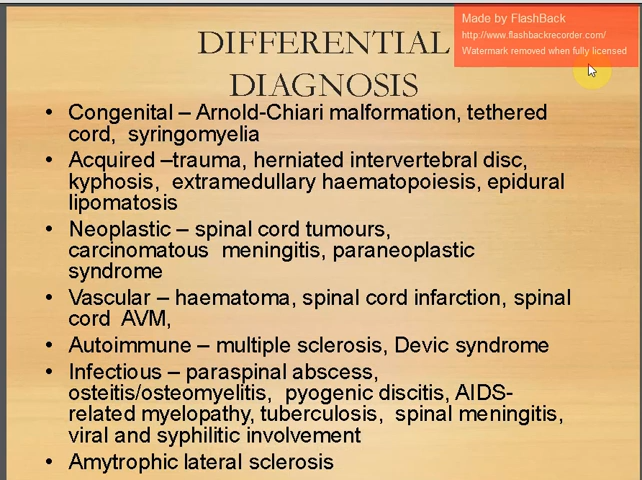 Made by FlashBack
http://www.flashbackrecorder.com/
Watermark removed when fully licensed
DIFFERENTIAL
DIAGNOSIS
• Congenital – Arnold-Chiari malformation, tethered
cord, syringomyelia
• Acquired –trauma, herniated intervertebral disc,
kyphosis, extramedullary haematopoiesis, epidural
lipomatosis
• Neoplastic – spinal cord tumours,
carcinomatous meningitis, paraneoplastic
syndrome
• Vascular – haematoma, spinal cord infarction, spinal
cord AVM,
• Autoimmune – multiple sclerosis, Devic syndrome
• Infectious – paraspinal abscess,
osteitis/osteomyelitis, pyogenic discitis, AIDS-
related myelopathy, tuberculosis, spinal meningitis,
viral and syphilitic involvement
• Amytrophic lateral sclerosis